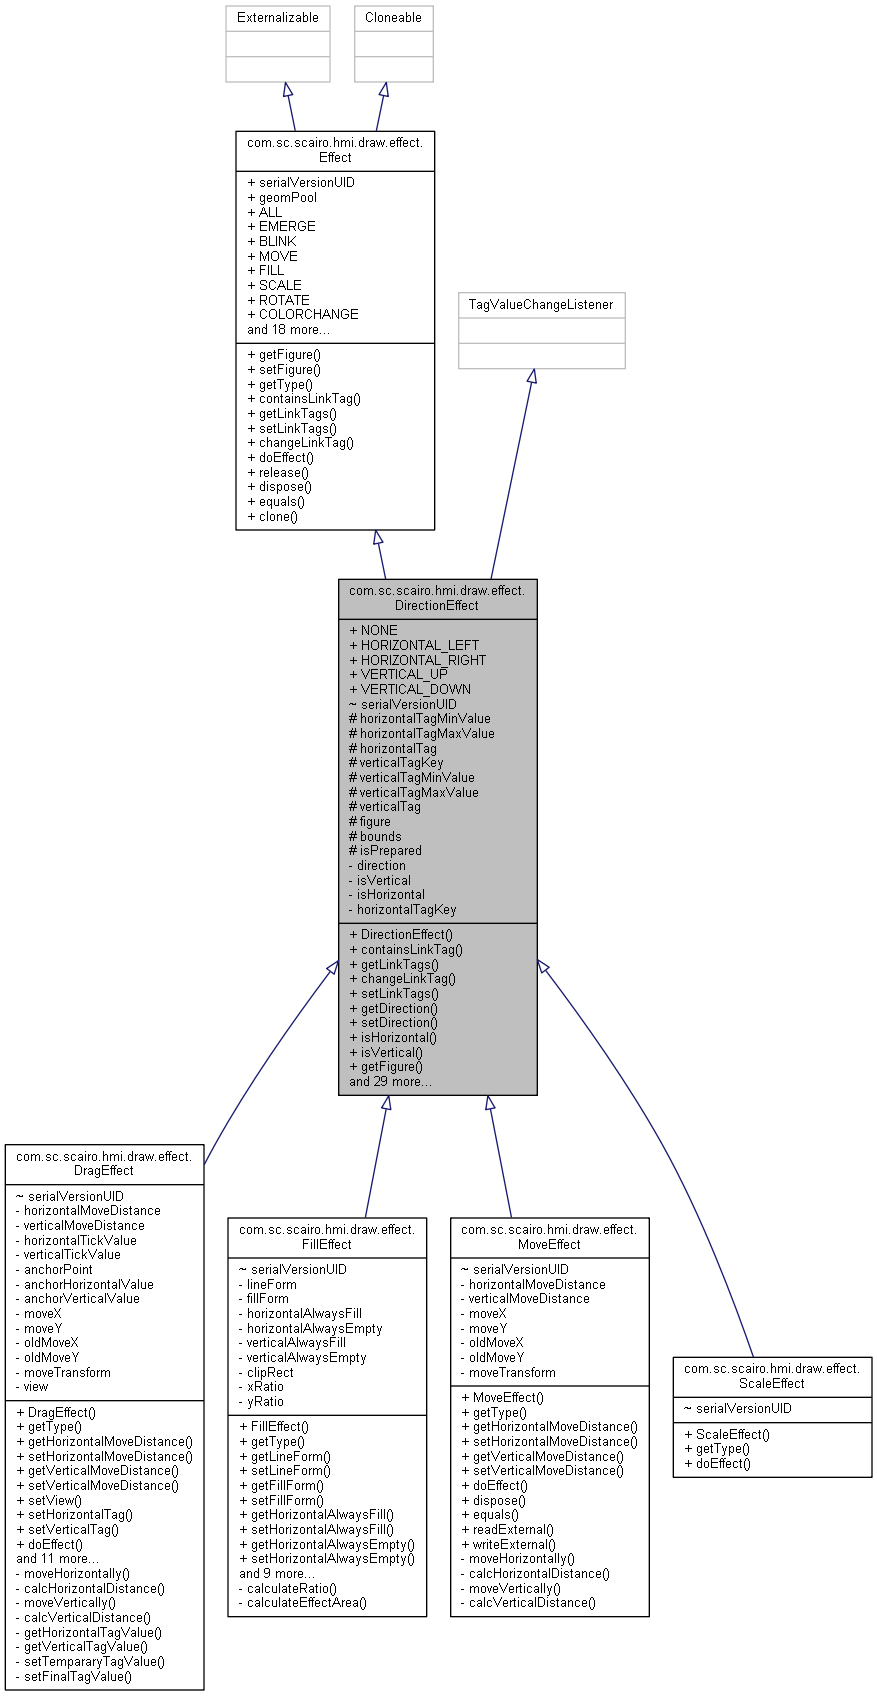 Externalizable
Cloneable
com.sc.scairo.hmi.draw.effect.
Effect
+ serialVersionUID
+ geomPool
+ ALL
+ EMERGE
+ BLINK
+ MOVE
+ FILL
+ SCALE
+ ROTATE
+ COLORCHANGE
and 18 more...
+ getFigure()
+ setFigure()
+ getType()
+ containsLinkTag()
+ getLinkTags()
+ setLinkTags()
+ changeLinkTag()
+ doEffect()
+ release()
+ dispose()
+ equals()
+ clone()
TagValueChangeListener
com.sc.scairo.hmi.draw.effect.
DirectionEffect
+ NONE
+ HORIZONTAL_LEFT
+ HORIZONTAL_RIGHT
+ VERTICAL_UP
+ VERTICAL_DOWN
~ serialVersionUID
# horizontalTagMinValue
# horizontalTagMaxValue
# horizontalTag
# verticalTagKey
# verticalTagMinValue
# verticalTagMaxValue
# verticalTag
# figure
# bounds
# isPrepared
- direction
- isVertical
- isHorizontal
- horizontalTagKey
+ DirectionEffect()
+ containsLinkTag()
+ getLinkTags()
+ changeLinkTag()
+ setLinkTags()
+ getDirection()
+ setDirection()
+ isHorizontal()
+ isVertical()
+ getFigure()
and 29 more...
com.sc.scairo.hmi.draw.effect.
DragEffect
~ serialVersionUID
- horizontalMoveDistance
- verticalMoveDistance
- horizontalTickValue
- verticalTickValue
- anchorPoint
- anchorHorizontalValue
- anchorVerticalValue
- moveX
- moveY
- oldMoveX
- oldMoveY
- moveTransform
- view
+ DragEffect()
+ getType()
+ getHorizontalMoveDistance()
+ setHorizontalMoveDistance()
+ getVerticalMoveDistance()
+ setVerticalMoveDistance()
+ setView()
+ setHorizontalTag()
+ setVerticalTag()
+ doEffect()
and 11 more...
- moveHorizontally()
- calcHorizontalDistance()
- moveVertically()
- calcVerticalDistance()
- getHorizontalTagValue()
- getVerticalTagValue()
- setTempararyTagValue()
- setFinalTagValue()
com.sc.scairo.hmi.draw.effect.
FillEffect
~ serialVersionUID
- lineForm
- fillForm
- horizontalAlwaysFill
- horizontalAlwaysEmpty
- verticalAlwaysFill
- verticalAlwaysEmpty
- clipRect
- xRatio
- yRatio
+ FillEffect()
+ getType()
+ getLineForm()
+ setLineForm()
+ getFillForm()
+ setFillForm()
+ getHorizontalAlwaysFill()
+ setHorizontalAlwaysFill()
+ getHorizontalAlwaysEmpty()
+ setHorizontalAlwaysEmpty()
and 9 more...
- calculateRatio()
- calculateEffectArea()
com.sc.scairo.hmi.draw.effect.
MoveEffect
~ serialVersionUID
- horizontalMoveDistance
- verticalMoveDistance
- moveX
- moveY
- oldMoveX
- oldMoveY
- moveTransform
+ MoveEffect()
+ getType()
+ getHorizontalMoveDistance()
+ setHorizontalMoveDistance()
+ getVerticalMoveDistance()
+ setVerticalMoveDistance()
+ doEffect()
+ dispose()
+ equals()
+ readExternal()
+ writeExternal()
- moveHorizontally()
- calcHorizontalDistance()
- moveVertically()
- calcVerticalDistance()
com.sc.scairo.hmi.draw.effect.
ScaleEffect
~ serialVersionUID
+ ScaleEffect()
+ getType()
+ doEffect()